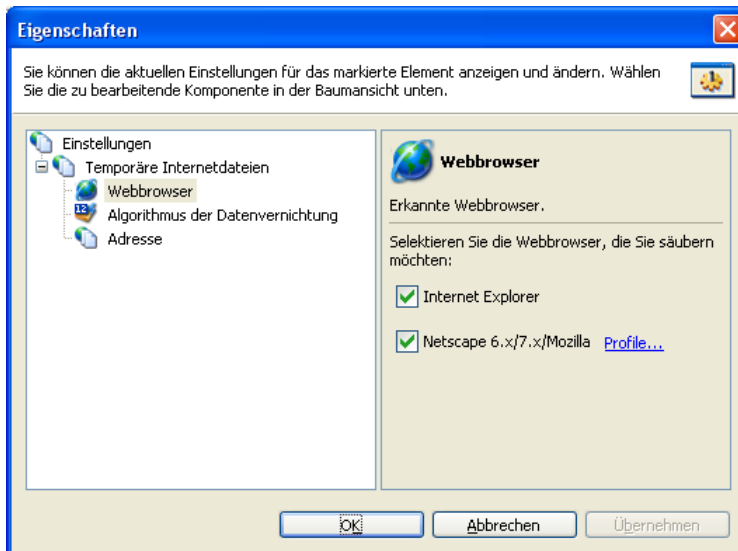 Eigenschaften
Sie können die aktuellen Einstellungen für das markierte Element anzeigen und ändern. Wählen
Sie die zu bearbeitende Komponente in der Baumansicht unten.
Einstellungen
Temporäre Internetdateien
Webbrowser
Algorithmus der Datenvernichtung
Adresse
Webbrowser
Erkannte Webbrowser.
Selektieren Sie die Webbrowser, die Sie säubern
möchten:
Internet Explorer
Netscape 6.x/7.x/Mozilla Profile...
OK Abbrechen Übernehmen